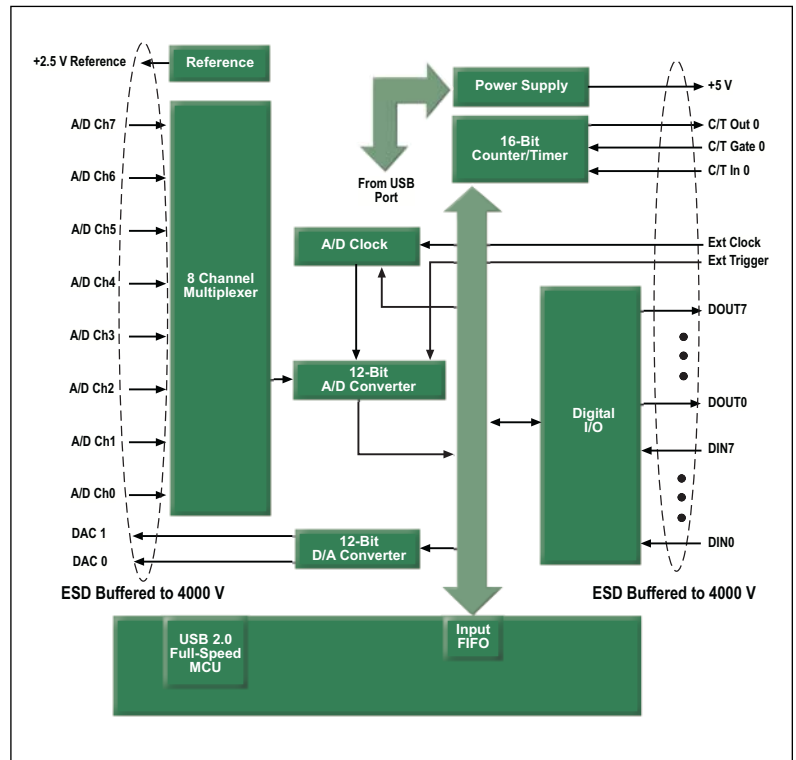 +2.5 V Reference
Reference
A/D Ch7
A/D Ch6
A/D Ch5
A/D Ch4
A/D Ch3
A/D Ch2
A/D Ch1
A/D Ch0
DAC 1
DAC 0
ESD Buffered to 4000 V
8 Channel
Multiplexer
From USB
Port
Power Supply
16-Bit
Counter/Timer
A/D Clock
12-Bit
A/D Converter
12-Bit
D/A Converter
Digital
I/O
+5 V
C/T Out 0
C/T Gate 0
C/T In 0
Ext Clock
Ext Trigger
DOUT7
DOUT0
DIN7
DIN0
ESD Buffered to 4000 V
USB 2.0
Full-Speed
MCU
Input
FIFO